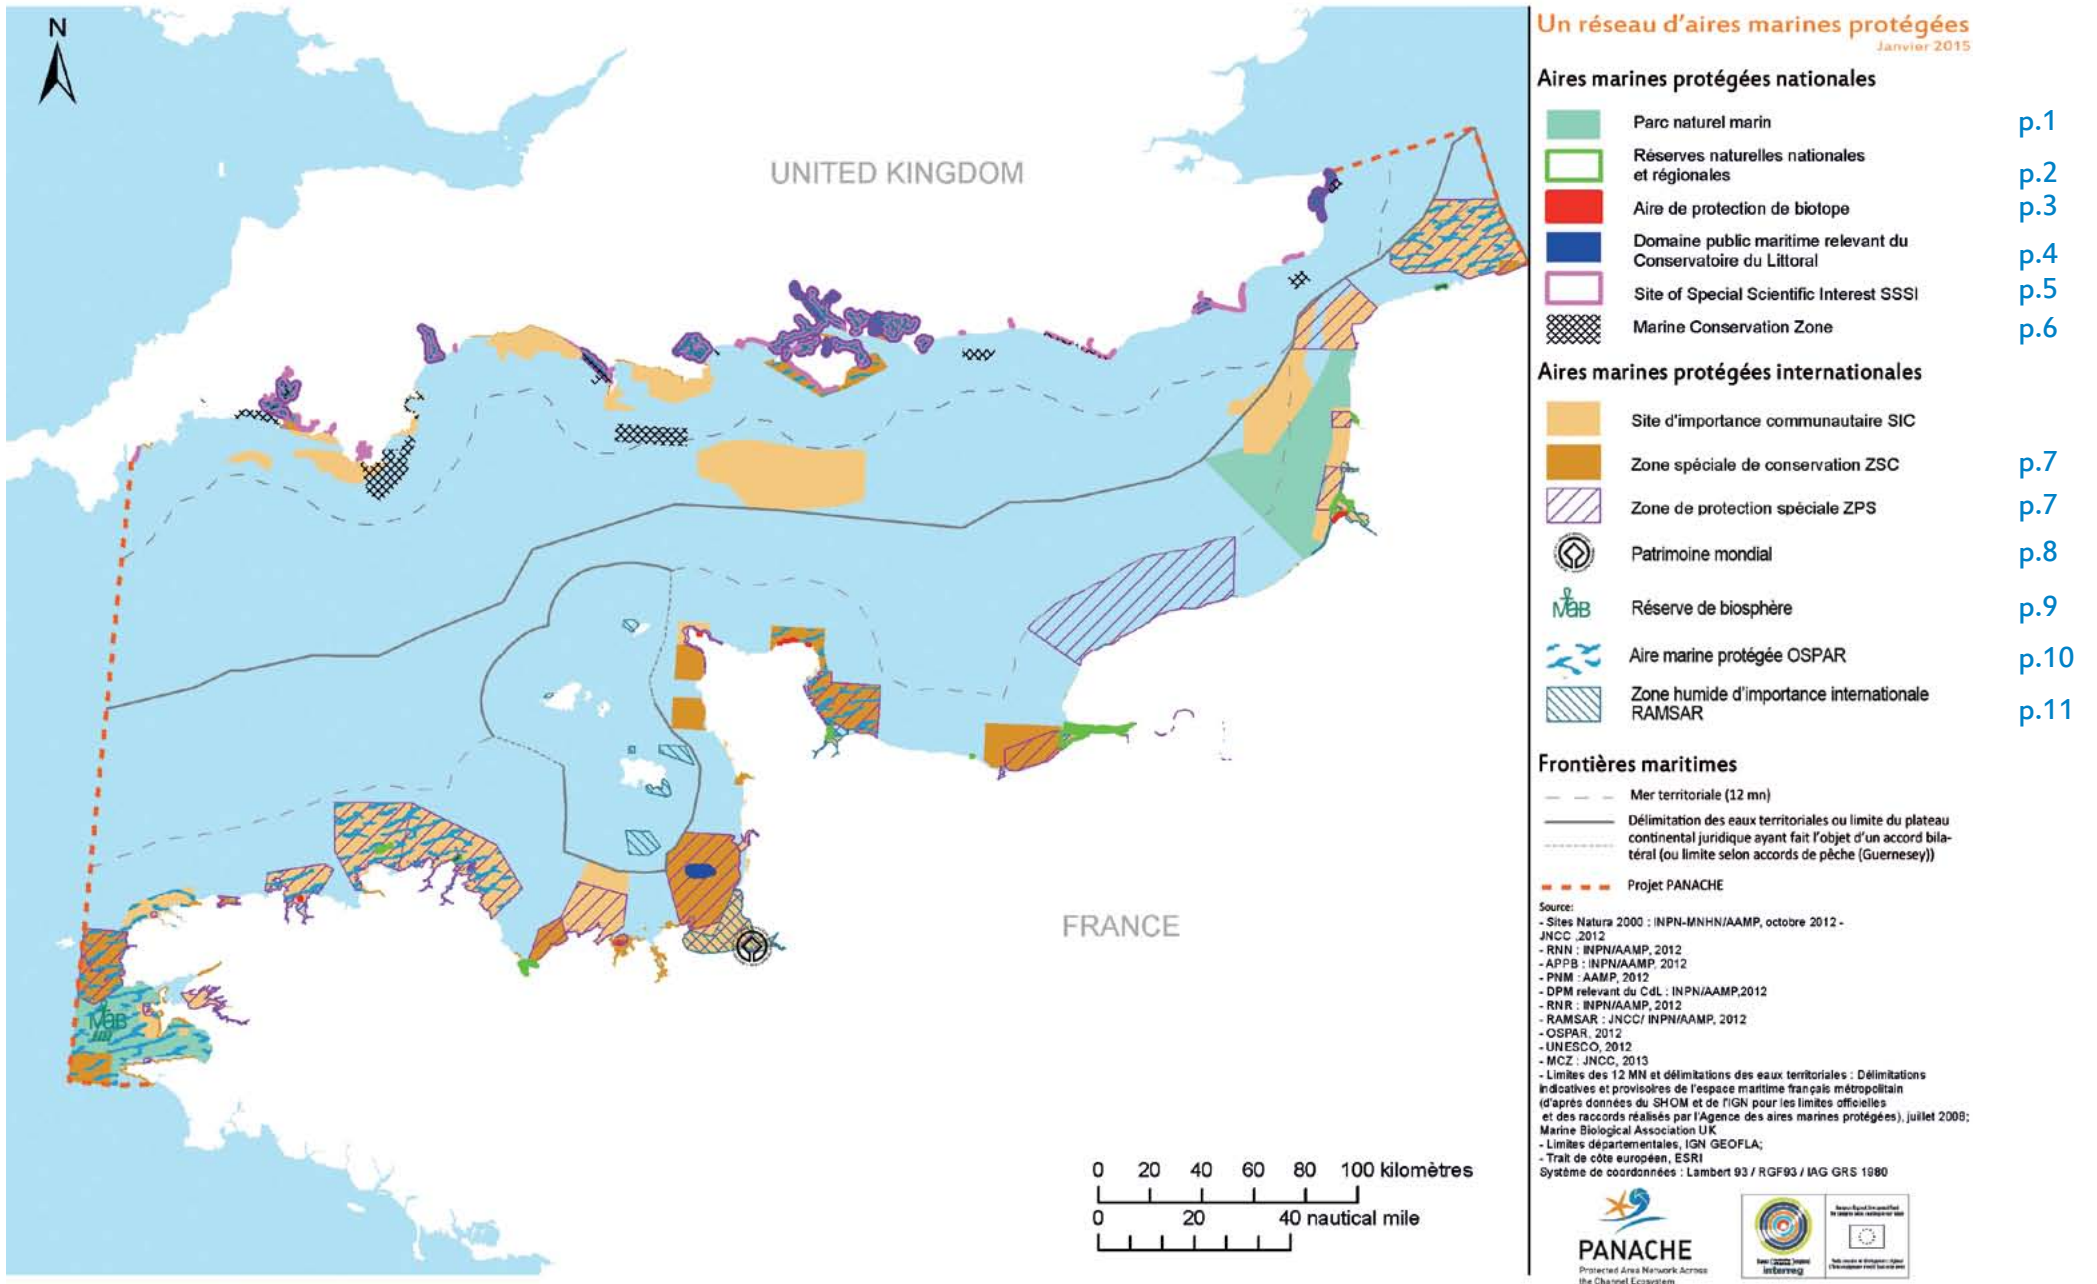 N
UNITED KINGDOM
FRANCE
MaB
0 20 40 60 80 100 kilomètres
0 20 40 nautical mile
Un réseau d'aires marines protégées
Janvier 2015
Aires marines protégées nationales
Parc naturel marin p.1
Réserves naturelles nationales
et régionales p.2
Aire de protection de biotope p.3
Domaine public maritime relevant du
Conservatoire du Littoral p.4
Site of Special Scientific Interest SSSI p.5
Marine Conservation Zone p.6
Aires marines protégées internationales
Site d'importance communautaire SIC
Zone spéciale de conservation ZSC p.7
Zone de protection spéciale ZPS p.7
Patrimoine mondial p.8
MaB Réserve de biosphère p.9
Aire marine protégée OSPAR p.10
Zone humide d'importance internationale
RAMSAR p.11
Frontières maritimes
Mer territoriale (12 mn)
Délimitation des eaux territoriales ou limite du plateau
continental juridique ayant fait l'objet d'un accord bila-
téral (ou limite selon accords de pêche (Guernesey))
Projet PANACHE
Source:
- Sites Natura 2000 : INPN-MNHN/AAMP, octobre 2012 -
JNCC ,2012
- RNN : INPN/AAMP, 2012
- APPB : INPN/AAMP, 2012
- PNM : AAMP, 2012
- DPM relevant du CdL : INPN/AAMP,2012
- RNR : INPN/AAMP, 2012
- RAMSAR : JNCC/ INPN/AAMP, 2012
- OSPAR, 2012
- UNESCO, 2012
- MCZ : JNCC, 2013
- Limites des 12 MN et délimitations des eaux territoriales : Délimitations
indicatives et provisoires de l'espace maritime français métropolitain
(d'après données du SHOM et de l'IGN pour les limites officielles
et des raccords réalisés par l'Agence des aires marines protégées), juillet 2008;
Marine Biological Association UK
- Limites départementales, IGN GEOFLA;
- Trait de côte européen, ESRI
Système de coordonnées : Lambert 93 / RGF93 / IAG GRS 1980
PANACHE
Protected Area Network Across
the Channel Ecosystem
interreg